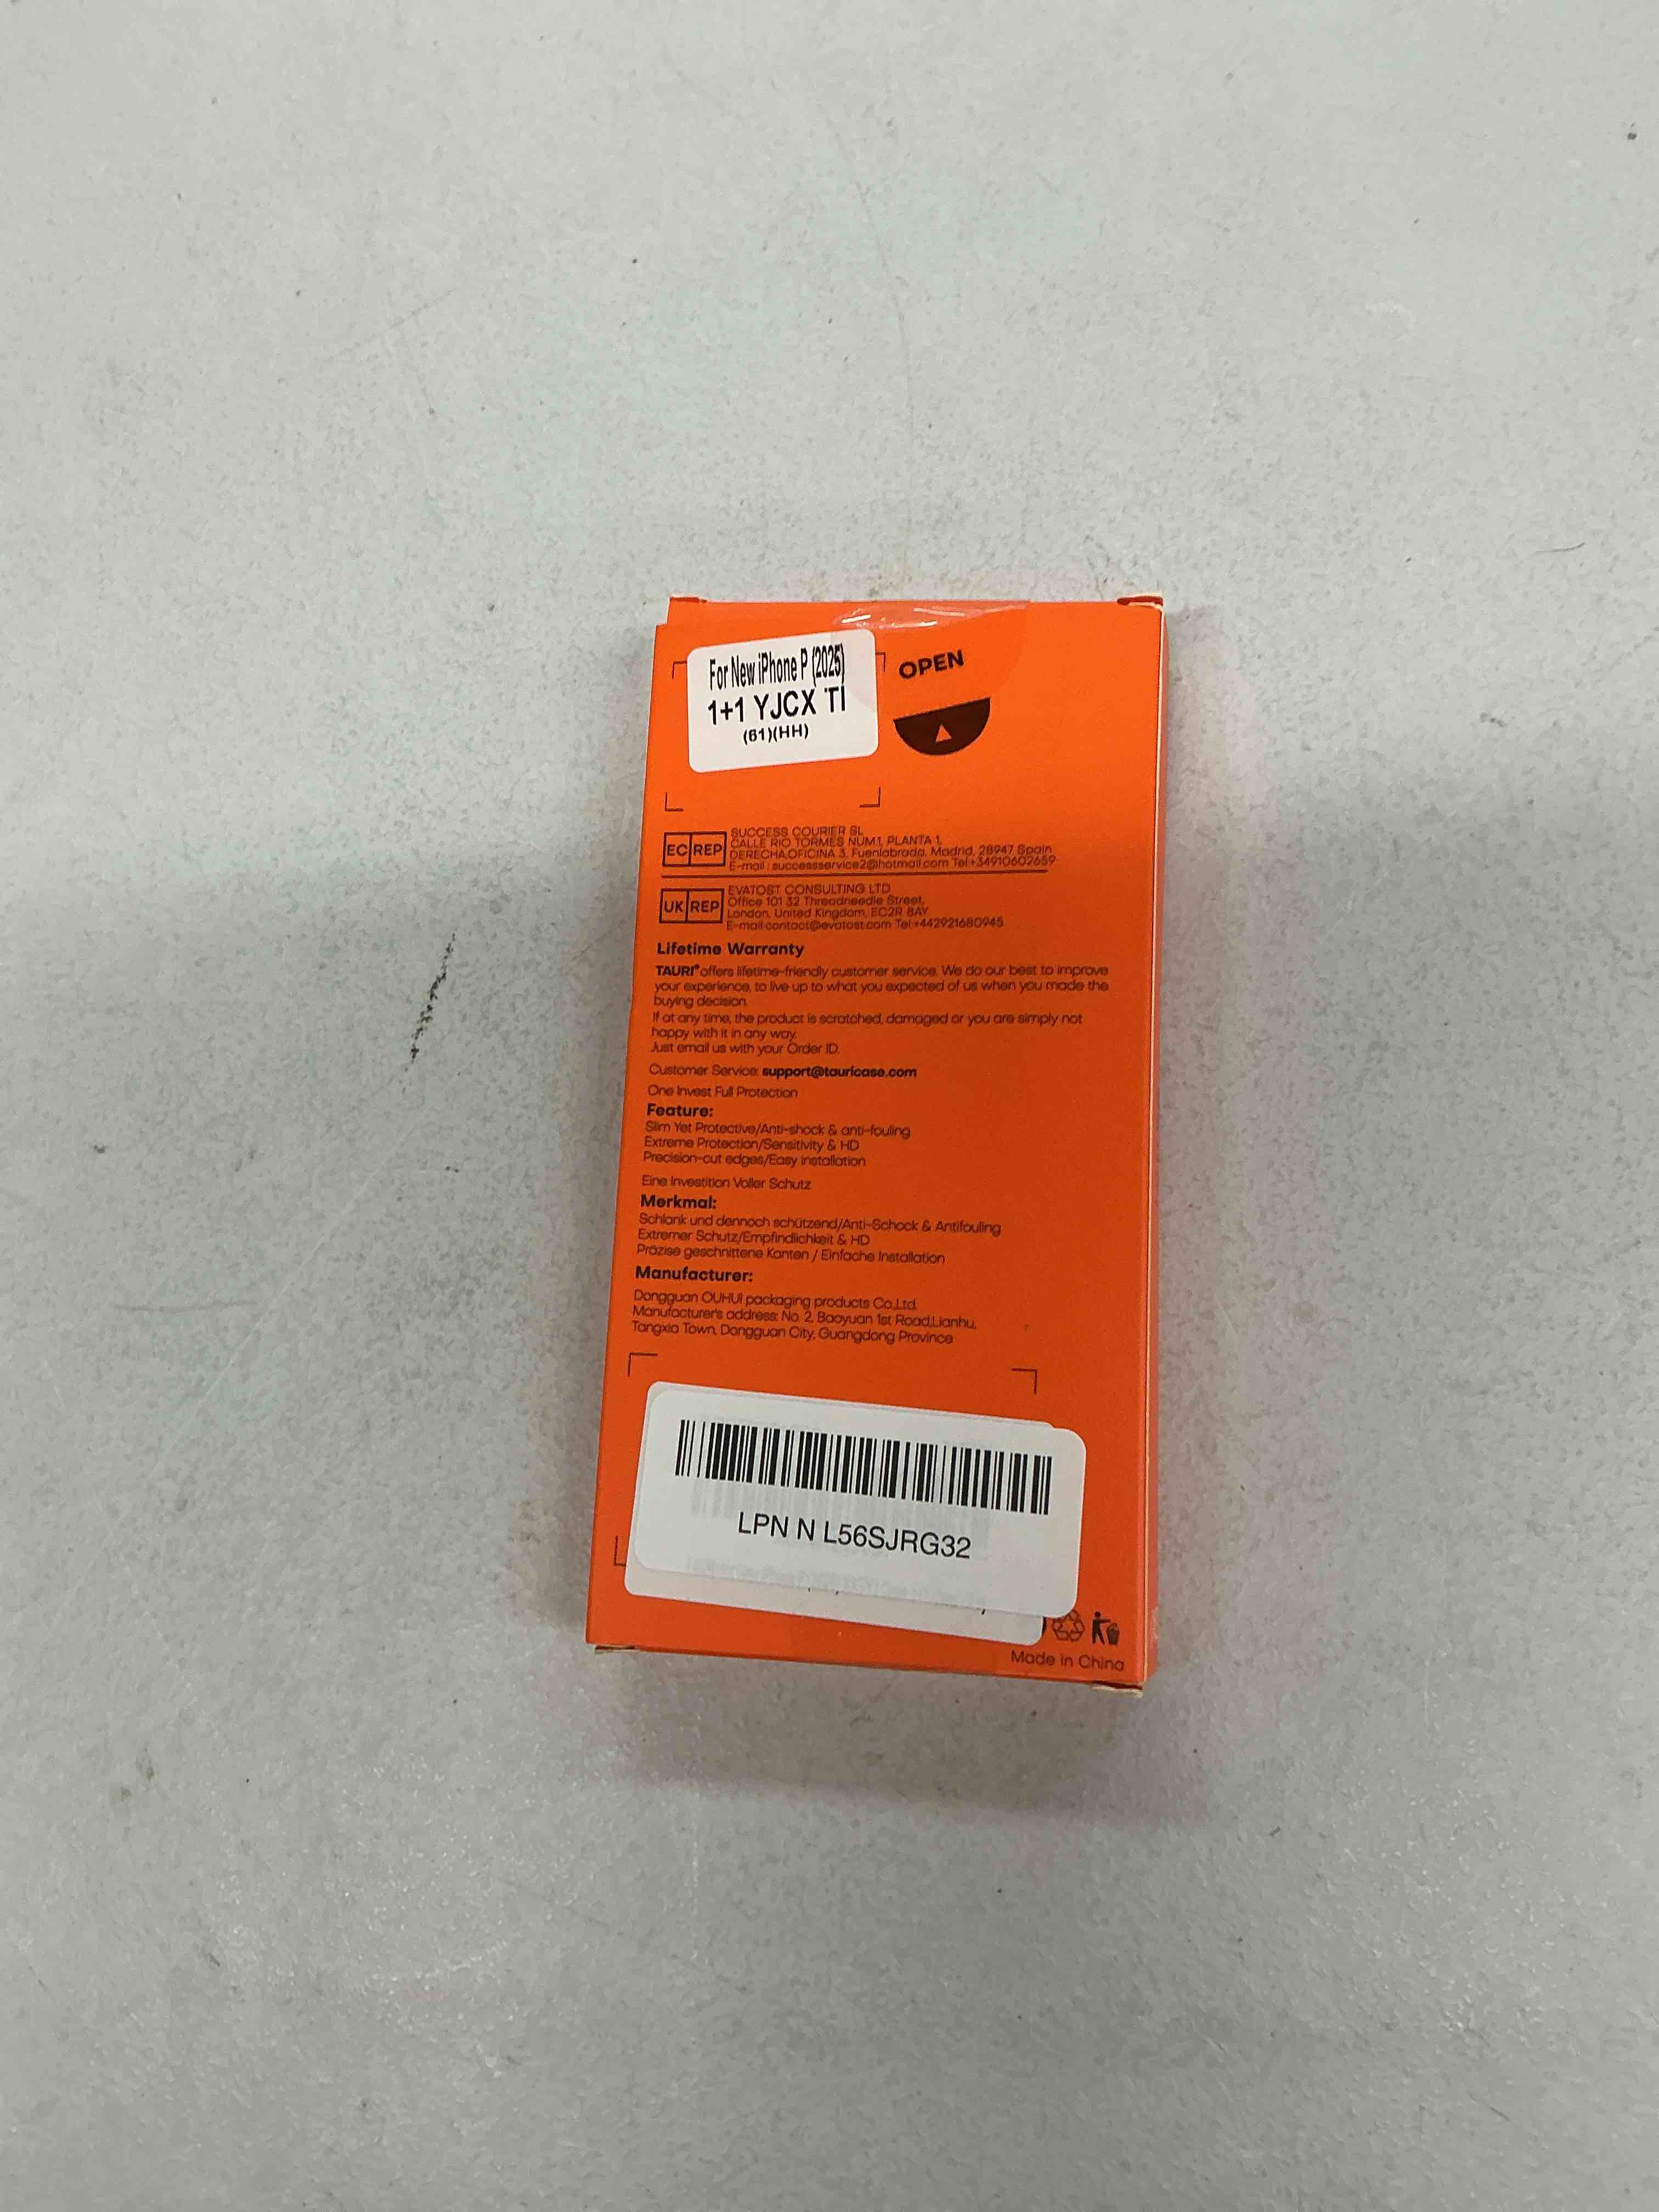 For New iPhone P (2025)
1+1 YJCX TI
(61)(HH)
OPEN
EC REP
SUCCESS COURIER SL
CALLE RIO TORMES NUM.1, PLANTA 1,
DERECHA,OFICINA 3, Fuenlabrada, Madrid, 28947 Spain
E-mail : successservice2@hotmail.com Tel:+34910602659
UK REP
EVATOST CONSULTING LTD
Office 101 32 Threadneedle Street,
London, United Kingdom, EC2R 8AY
E-mail:contact@evatost.com Tel:+442921680945
Lifetime Warranty
TAURI® offers lifetime-friendly customer service. We do our best to improve
your experience, to live up to what you expected of us when you made the
buying decision.
If at any time, the product is scratched, damaged or you are simply not
happy with it in any way.
Just email us with your Order ID.
Customer Service: support@tauricase.com
One Invest Full Protection
Feature:
Slim Yet Protective/Anti-shock & anti-fouling
Extreme Protection/Sensitivity & HD
Precision-cut edges/Easy installation
Eine Investition Voller Schutz
Merkmal:
Schlank und dennoch schützend/Anti-Schock & Antifouling
Extremer Schutz/Empfindlichkeit & HD
Präzise geschnittene Kanten / Einfache Installation
Manufacturer:
Dongguan OUHUI packaging products Co.,Ltd.
Manufacturer's address: No. 2, Baoyuan 1st Road,Lianhu,
Tangxia Town, Dongguan City, Guangdong Province
LPN N L56SJRG32
Made in China